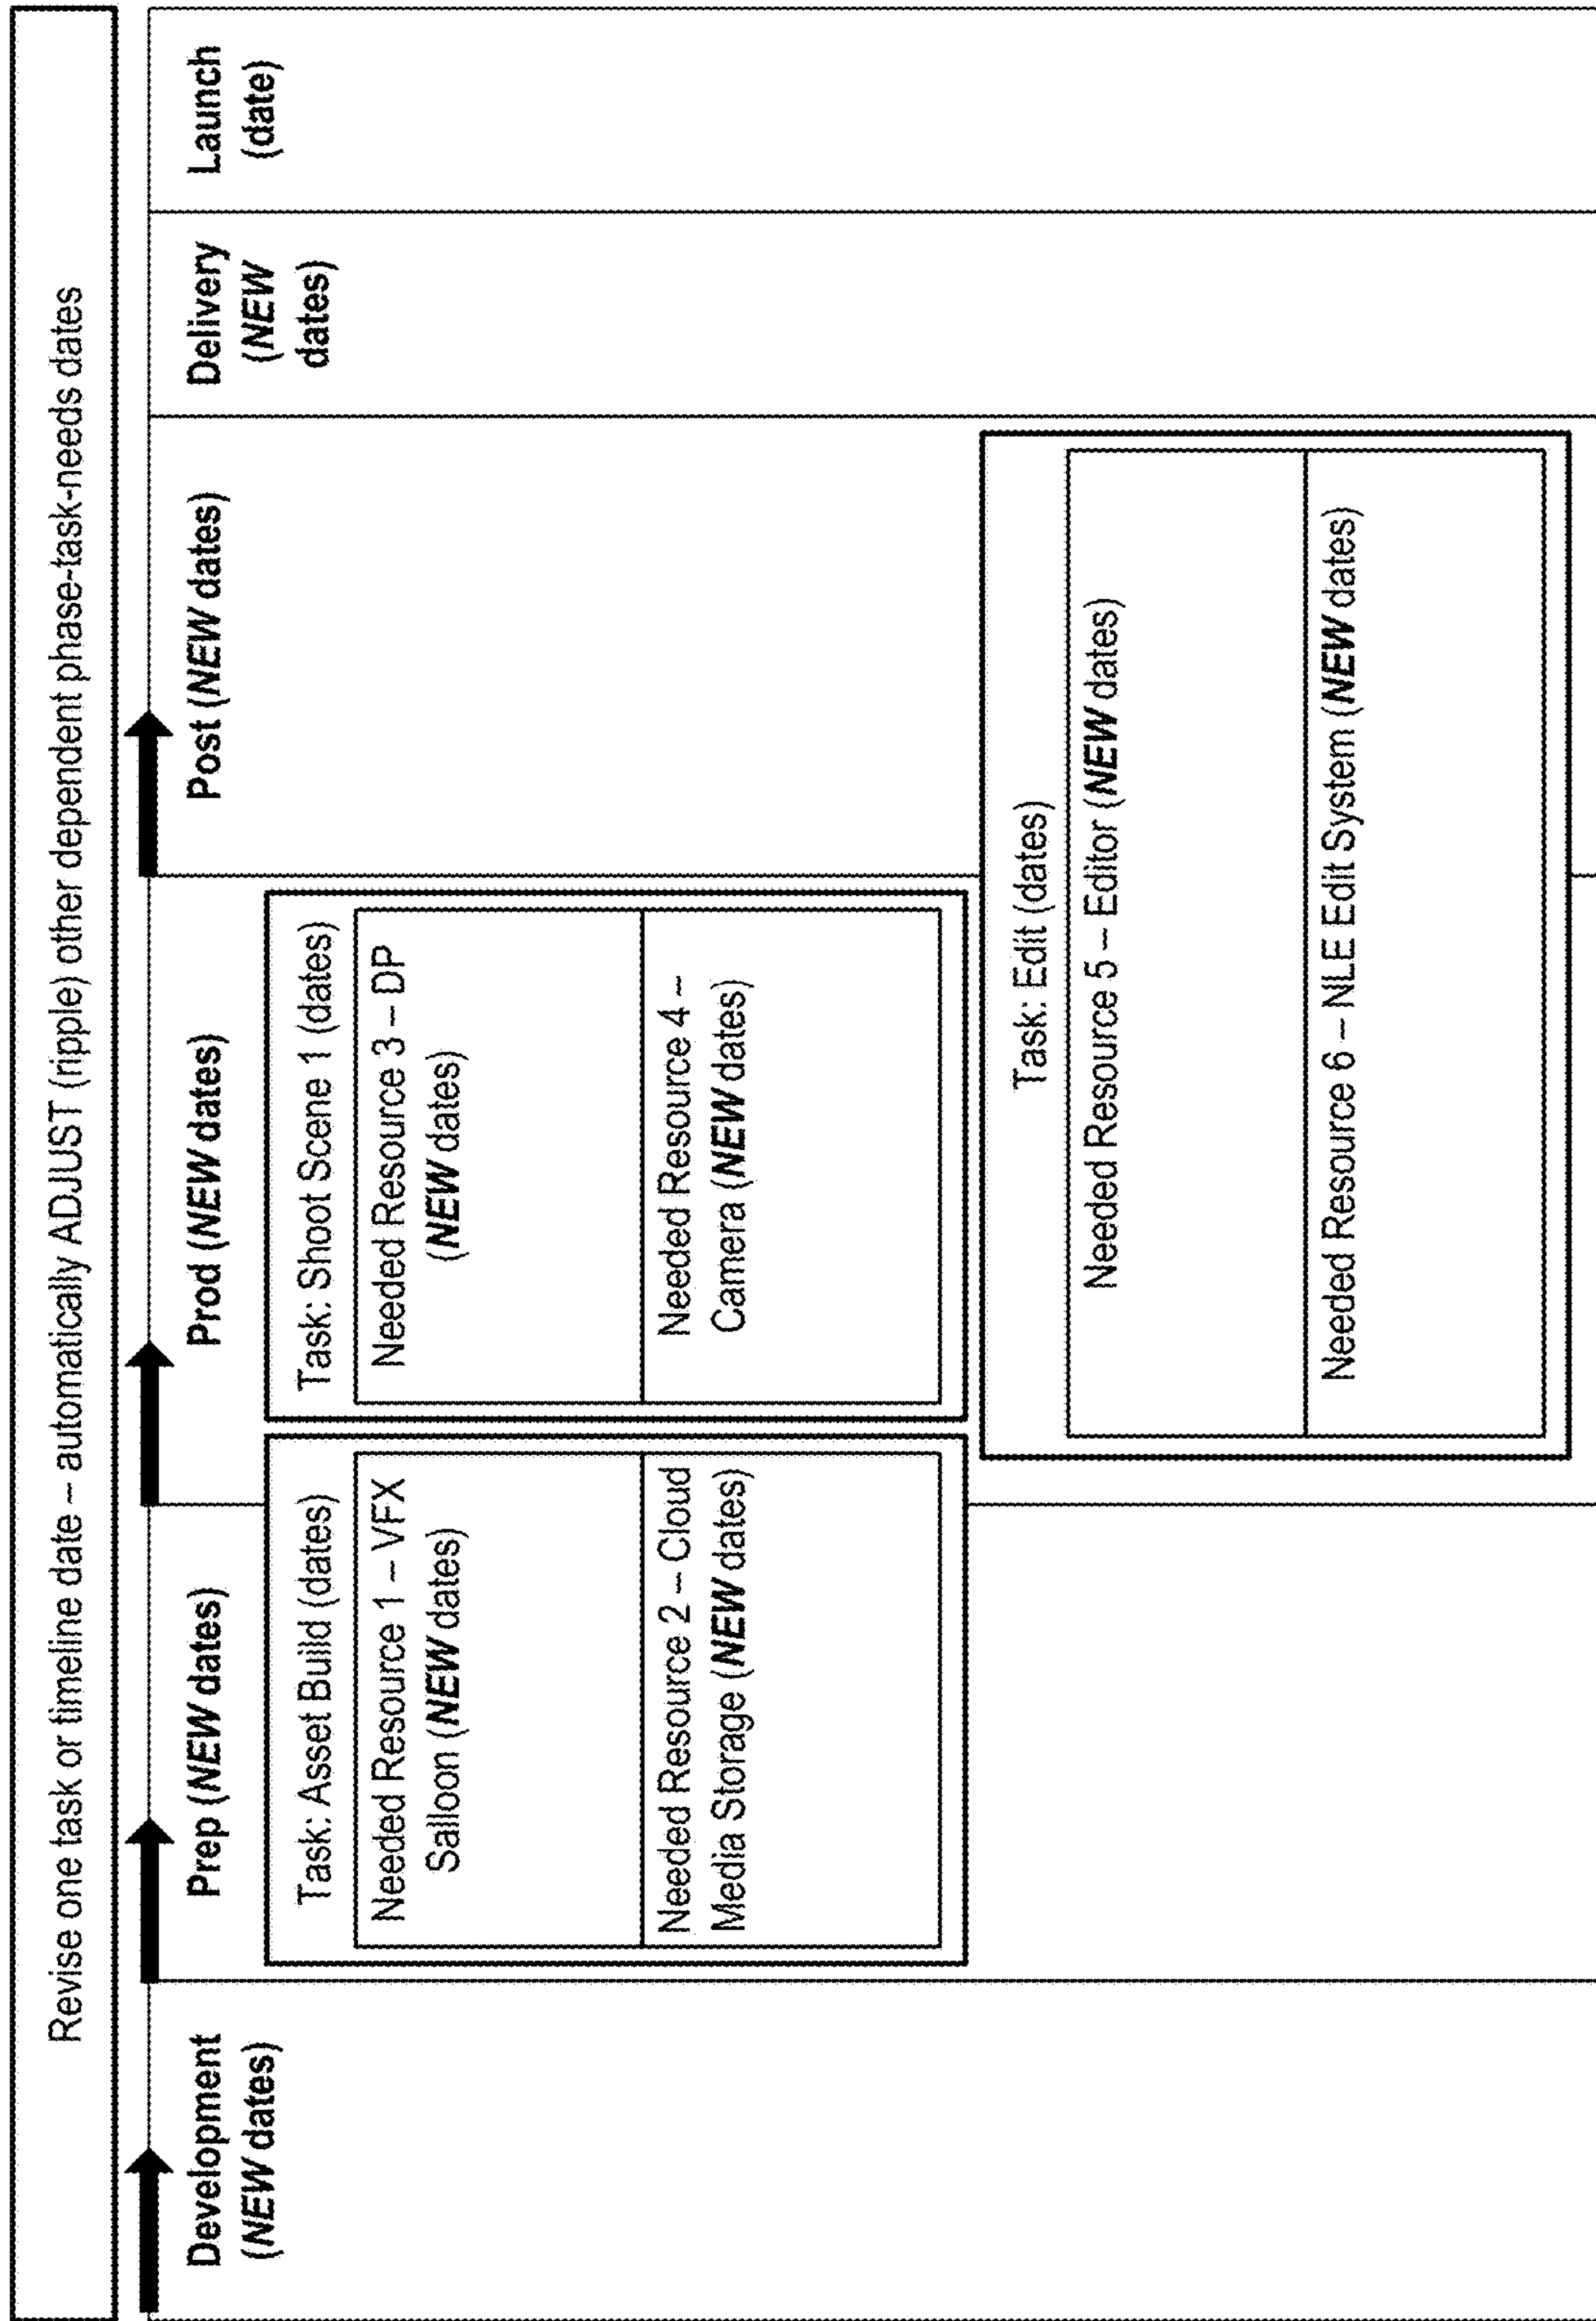 Revise one task or timeline date – automatically ADJUST (ripple) other dependent phase-task-needs dates
Development
(NEW dates)
Prep (NEW dates)
Prod (NEW dates)
Post (NEW dates)
Delivery
(NEW
dates)
Launch
(date)
Task: Asset Build (dates)
Needed Resource 1 – VFX
Salloon (NEW dates)
Needed Resource 2 – Cloud
Media Storage (NEW dates)
Task: Shoot Scene 1 (dates)
Needed Resource 3 – DP
(NEW dates)
Needed Resource 4 –
Camera (NEW dates)
Task: Edit (dates)
Needed Resource 5 – Editor (NEW dates)
Needed Resource 6 – NLE Edit System (NEW dates)